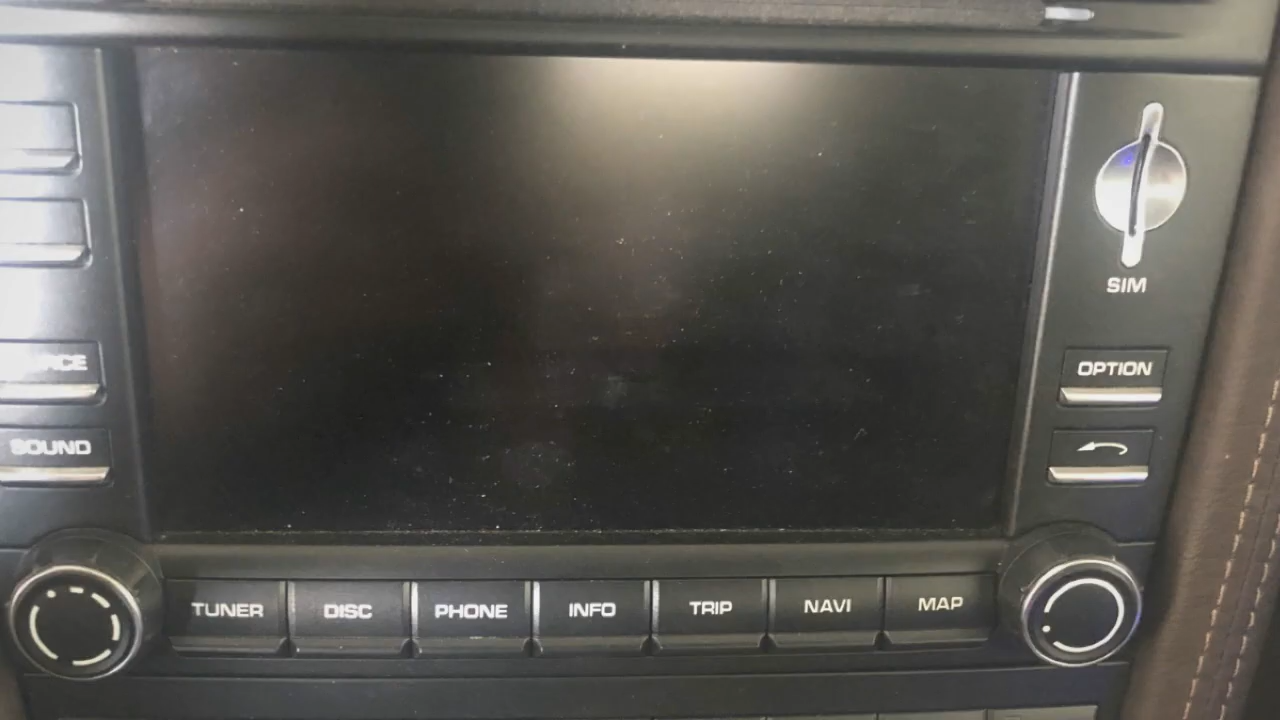 SIM
OPTION
SOUND
TUNER DISC PHONE INFO TRIP NAVI MAP